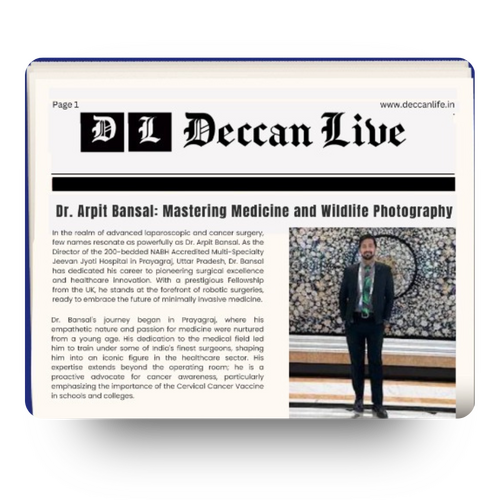 Page 1
www.deccanlife.in
D L Deccan Live
Dr. Arpit Bansal: Mastering Medicine and Wildlife Photography
In the realm of advanced laparoscopic and cancer surgery,
few names resonate as powerfully as Dr. Arpit Bansal. As the
Director of the 200-bedded NABH Accredited Multi-Specialty
Jeevan Jyoti Hospital in Prayagraj, Uttar Pradesh, Dr. Bansal
has dedicated his career to pioneering surgical excellence
and healthcare innovation. With a prestigious Fellowship
from the UK, he stands at the forefront of robotic surgeries,
ready to embrace the future of minimally invasive medicine.
Dr. Bansal's journey began in Prayagraj, where his
empathetic nature and passion for medicine were nurtured
from a young age. His dedication to the medical field led
him to train under some of India's finest surgeons, shaping
him into an iconic figure in the healthcare sector. His
expertise extends beyond the operating room; he is a
proactive advocate for cancer awareness, particularly
emphasizing the importance of the Cervical Cancer Vaccine
in schools and colleges.